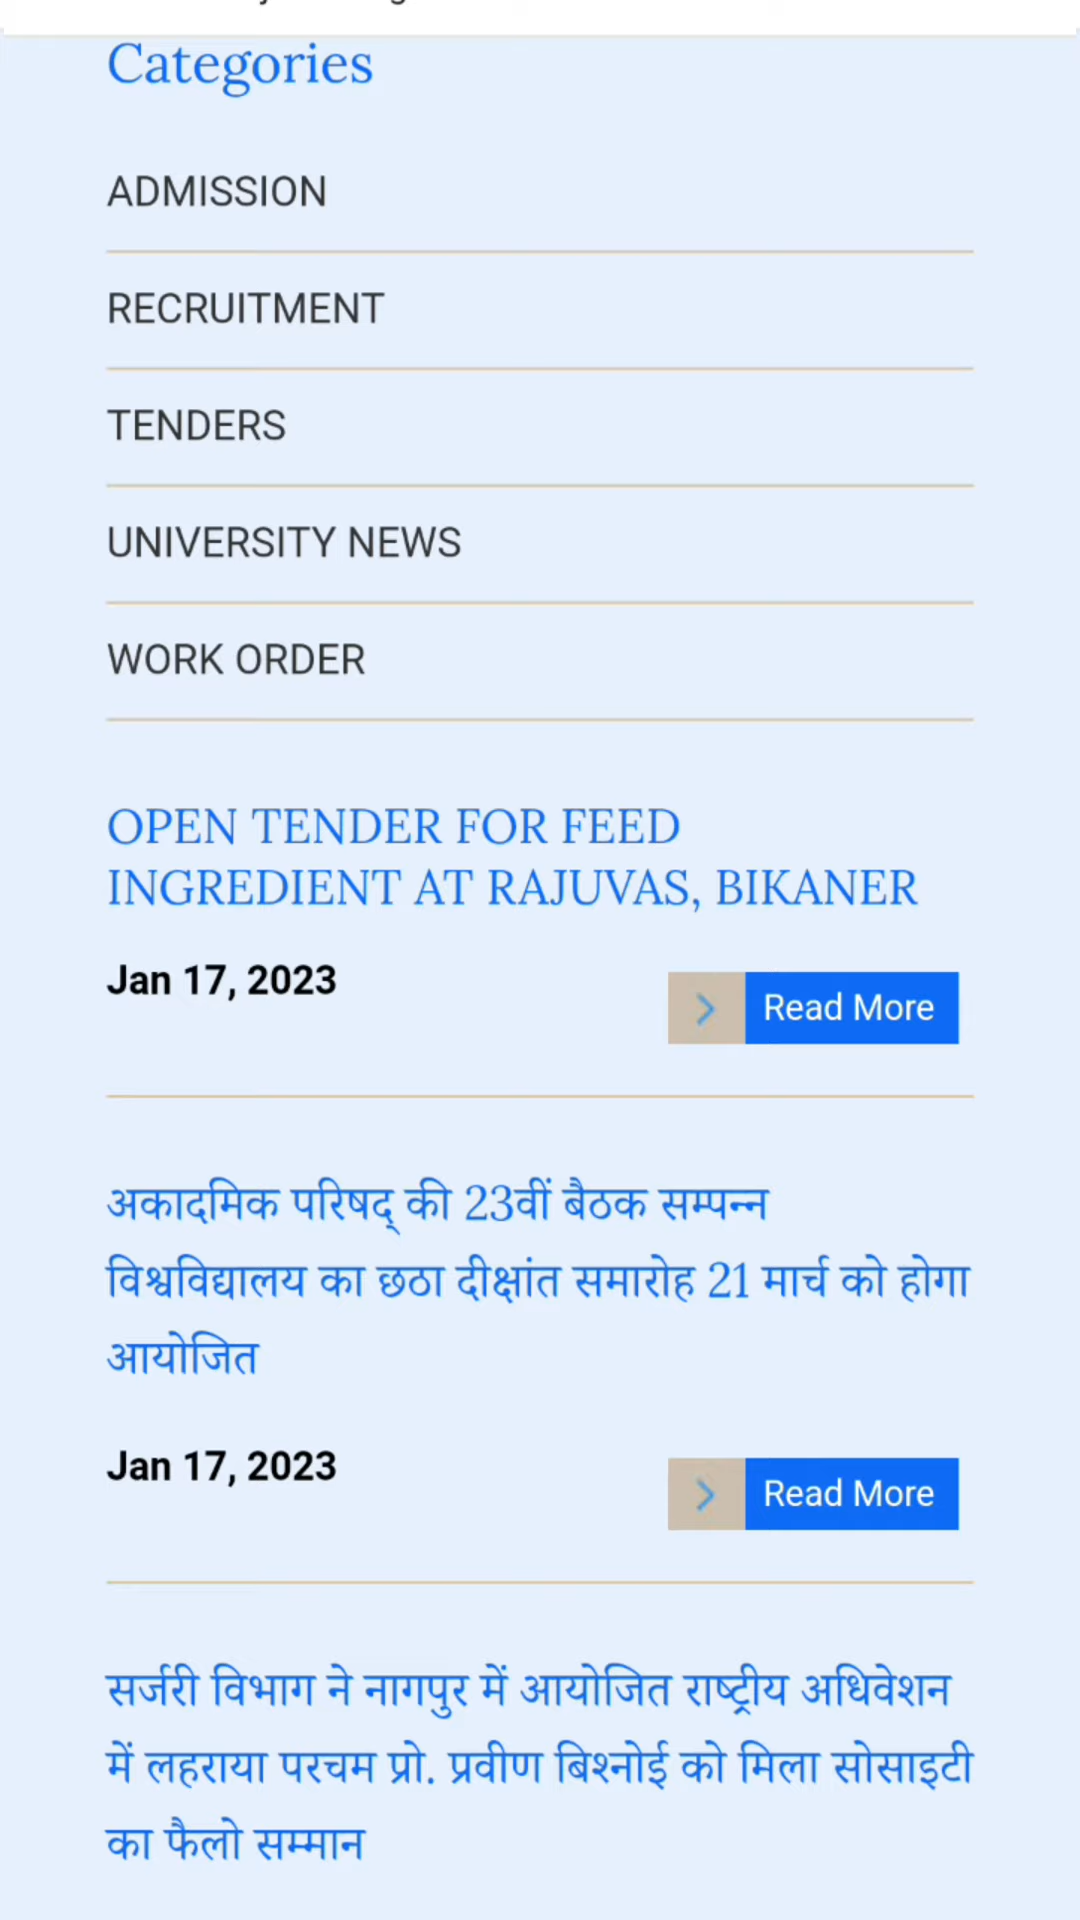 Categories
ADMISSION
RECRUITMENT
TENDERS
UNIVERSITY NEWS
WORK ORDER
OPEN TENDER FOR FEED
INGREDIENT AT RAJUVAS, BIKANER
Jan 17, 2023
Read More
अकादमिक परिषद् की 23वीं बैठक सम्पन्न
विश्वविद्यालय का छठा दीक्षांत समारोह 21 मार्च को होगा
आयोजित
Jan 17, 2023
Read More
सर्जरी विभाग ने नागपुर में आयोजित राष्ट्रीय अधिवेशन
में लहराया परचम प्रो. प्रवीण बिश्नोई को मिला सोसाइटी
का फैलो सम्मान